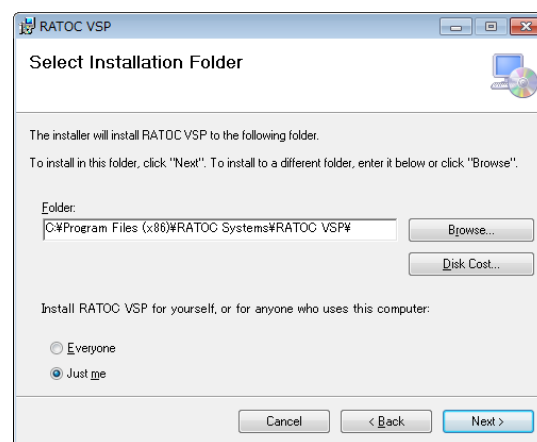 RATOC VSP
Select Installation Folder
The installer will install RATOC VSP to the following folder.
To install in this folder, click "Next". To install to a different folder, enter it below or click "Browse".
Folder:
C:¥Program Files (x86)¥RATOC Systems¥RATOC VSP¥
Browse...
Disk Cost...
Install RATOC VSP for yourself, or for anyone who uses this computer:
Everyone
Just me
Cancel
< Back
Next >